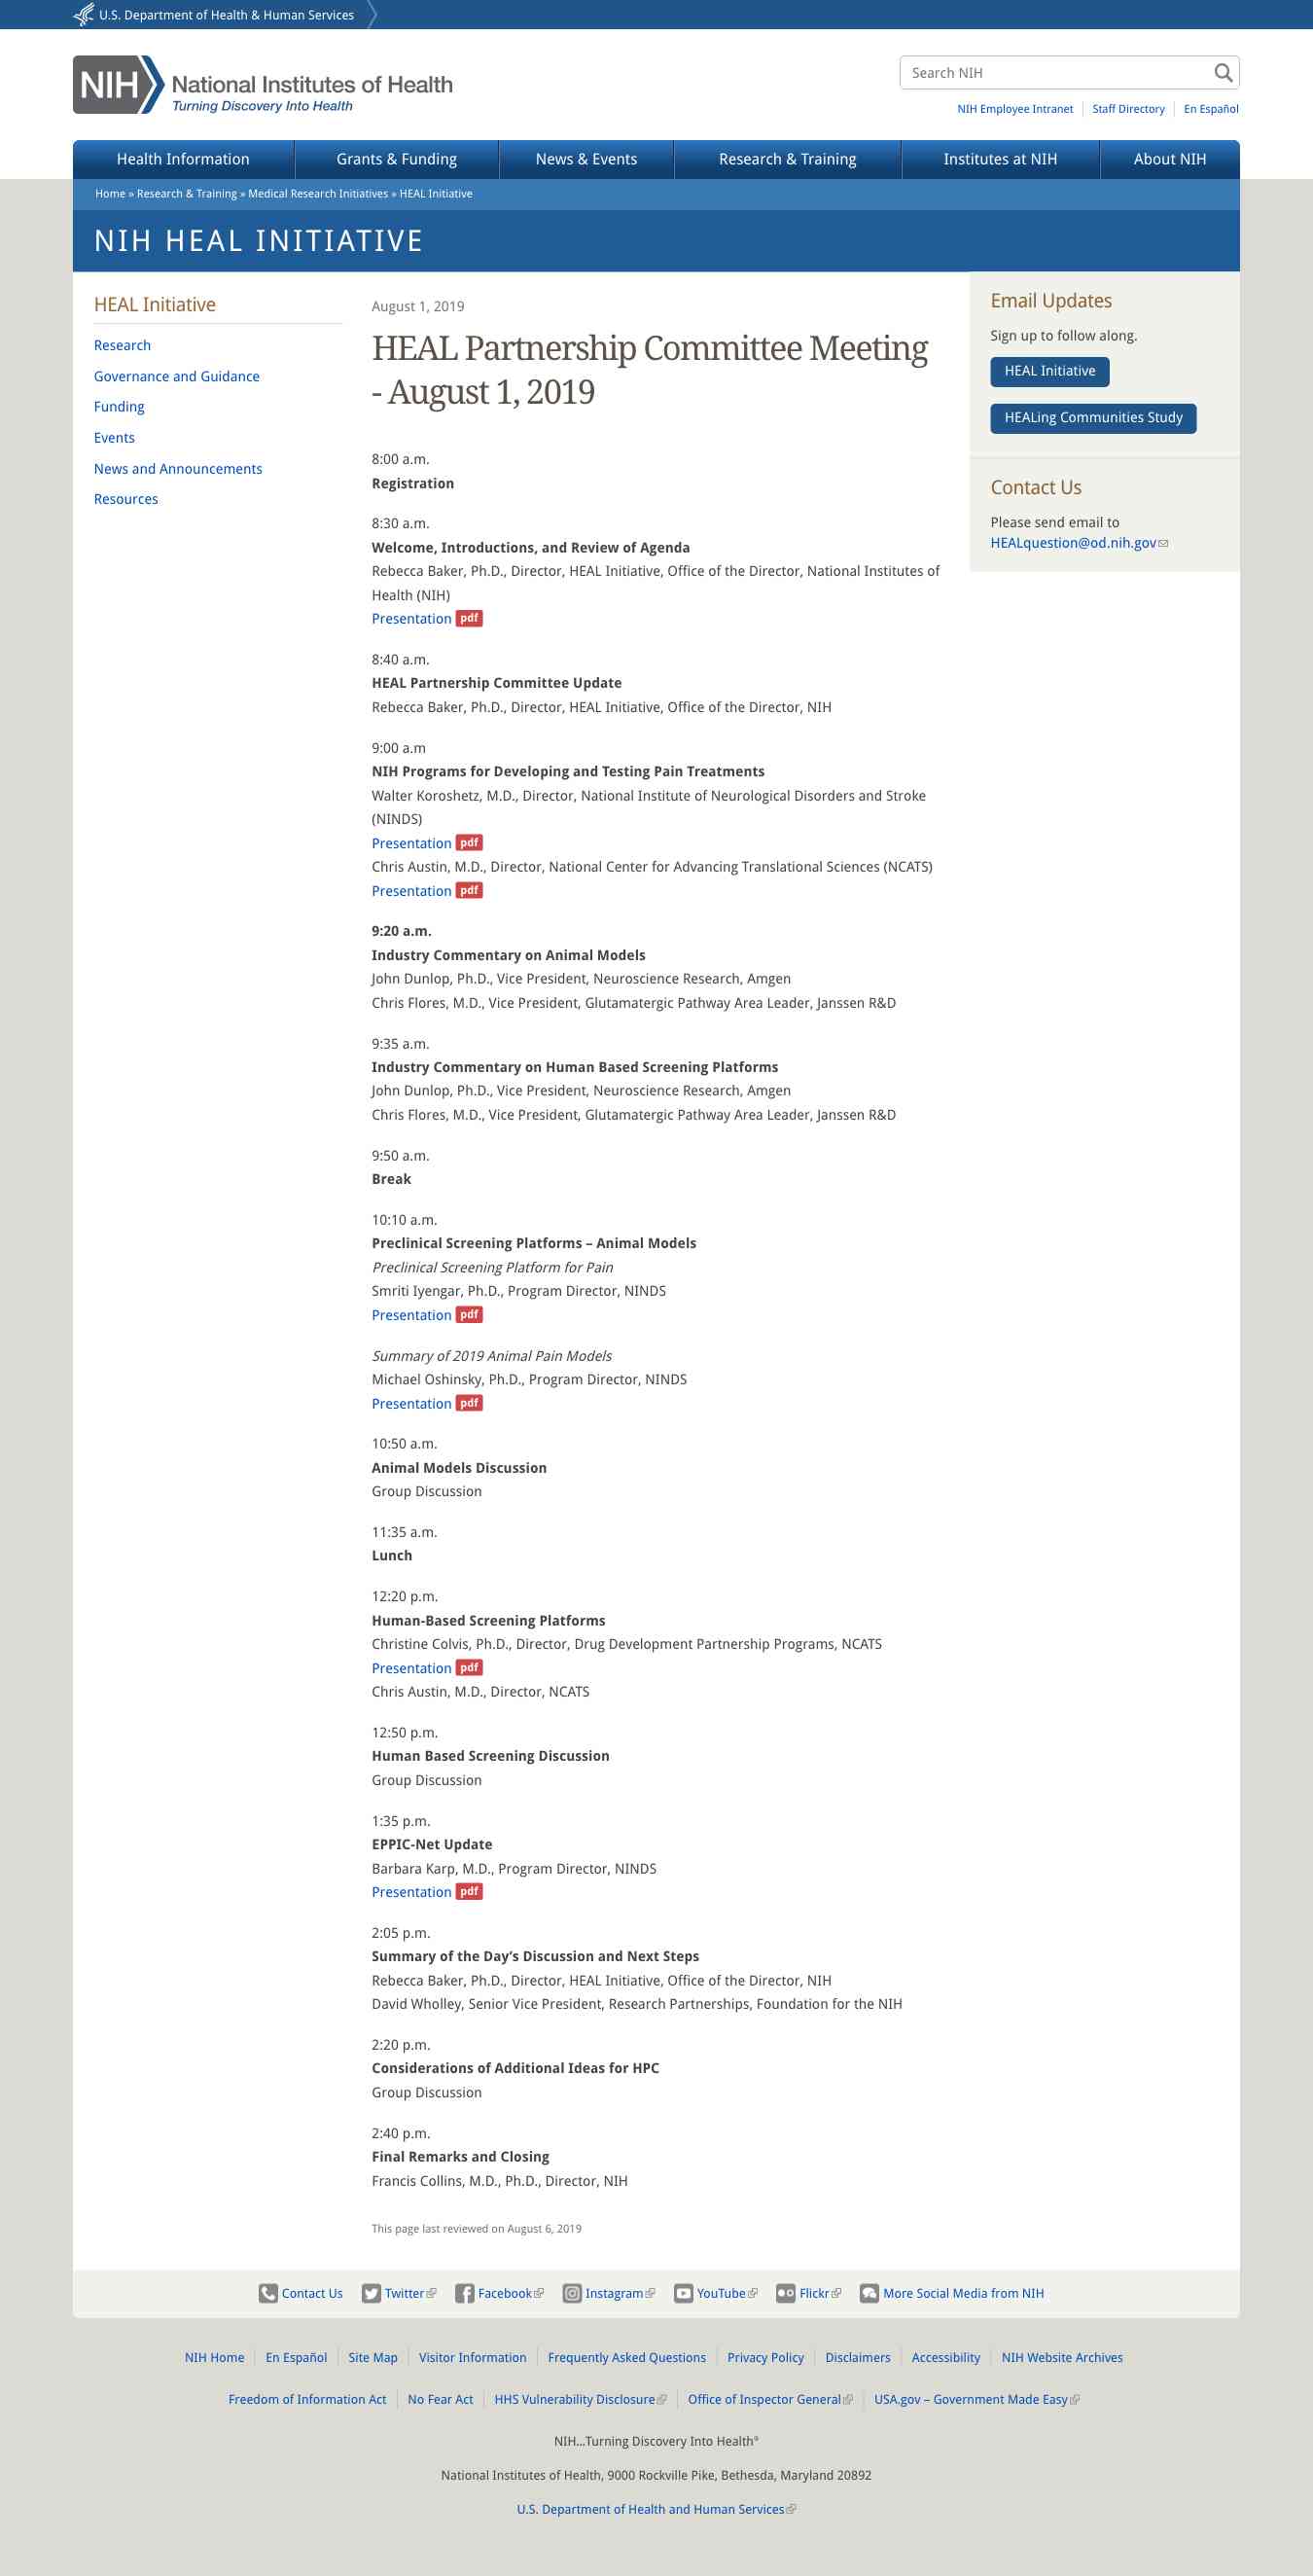 U.S. Department of Health & Human Services
NIH National Institutes of Health
Turning Discovery Into Health
Search NIH
NIH Employee Intranet
Staff Directory
En Español
Health Information
Grants & Funding
News & Events
Research & Training
Institutes at NIH
About NIH
Home » Research & Training » Medical Research Initiatives » HEAL Initiative
NIH HEAL INITIATIVE
HEAL Initiative
Research
Governance and Guidance
Funding
Events
News and Announcements
Resources
August 1, 2019
HEAL Partnership Committee Meeting
- August 1, 2019
8:00 a.m.
Registration
8:30 a.m.
Welcome, Introductions, and Review of Agenda
Rebecca Baker, Ph.D., Director, HEAL Initiative, Office of the Director, National Institutes of
Health (NIH)
Presentation pdf
8:40 a.m.
HEAL Partnership Committee Update
Rebecca Baker, Ph.D., Director, HEAL Initiative, Office of the Director, NIH
9:00 a.m
NIH Programs for Developing and Testing Pain Treatments
Walter Koroshetz, M.D., Director, National Institute of Neurological Disorders and Stroke
(NINDS)
Presentation pdf
Chris Austin, M.D., Director, National Center for Advancing Translational Sciences (NCATS)
Presentation pdf
9:20 a.m.
Industry Commentary on Animal Models
John Dunlop, Ph.D., Vice President, Neuroscience Research, Amgen
Chris Flores, M.D., Vice President, Glutamatergic Pathway Area Leader, Janssen R&D
9:35 a.m.
Industry Commentary on Human Based Screening Platforms
John Dunlop, Ph.D., Vice President, Neuroscience Research, Amgen
Chris Flores, M.D., Vice President, Glutamatergic Pathway Area Leader, Janssen R&D
9:50 a.m.
Break
10:10 a.m.
Preclinical Screening Platforms – Animal Models
Preclinical Screening Platform for Pain
Smriti Iyengar, Ph.D., Program Director, NINDS
Presentation pdf
Summary of 2019 Animal Pain Models
Michael Oshinsky, Ph.D., Program Director, NINDS
Presentation pdf
10:50 a.m.
Animal Models Discussion
Group Discussion
11:35 a.m.
Lunch
12:20 p.m.
Human-Based Screening Platforms
Christine Colvis, Ph.D., Director, Drug Development Partnership Programs, NCATS
Presentation pdf
Chris Austin, M.D., Director, NCATS
12:50 p.m.
Human Based Screening Discussion
Group Discussion
1:35 p.m.
EPPIC-Net Update
Barbara Karp, M.D., Program Director, NINDS
Presentation pdf
2:05 p.m.
Summary of the Day’s Discussion and Next Steps
Rebecca Baker, Ph.D., Director, HEAL Initiative, Office of the Director, NIH
David Wholley, Senior Vice President, Research Partnerships, Foundation for the NIH
2:20 p.m.
Considerations of Additional Ideas for HPC
Group Discussion
2:40 p.m.
Final Remarks and Closing
Francis Collins, M.D., Ph.D., Director, NIH
This page last reviewed on August 6, 2019
Email Updates
Sign up to follow along.
HEAL Initiative
HEALing Communities Study
Contact Us
Please send email to
HEALquestion@od.nih.gov
Contact Us
Twitter
Facebook
Instagram
YouTube
Flickr
More Social Media from NIH
NIH Home
En Español
Site Map
Visitor Information
Frequently Asked Questions
Privacy Policy
Disclaimers
Accessibility
NIH Website Archives
Freedom of Information Act
No Fear Act
HHS Vulnerability Disclosure
Office of Inspector General
USA.gov – Government Made Easy
NIH...Turning Discovery Into Health®
National Institutes of Health, 9000 Rockville Pike, Bethesda, Maryland 20892
U.S. Department of Health and Human Services